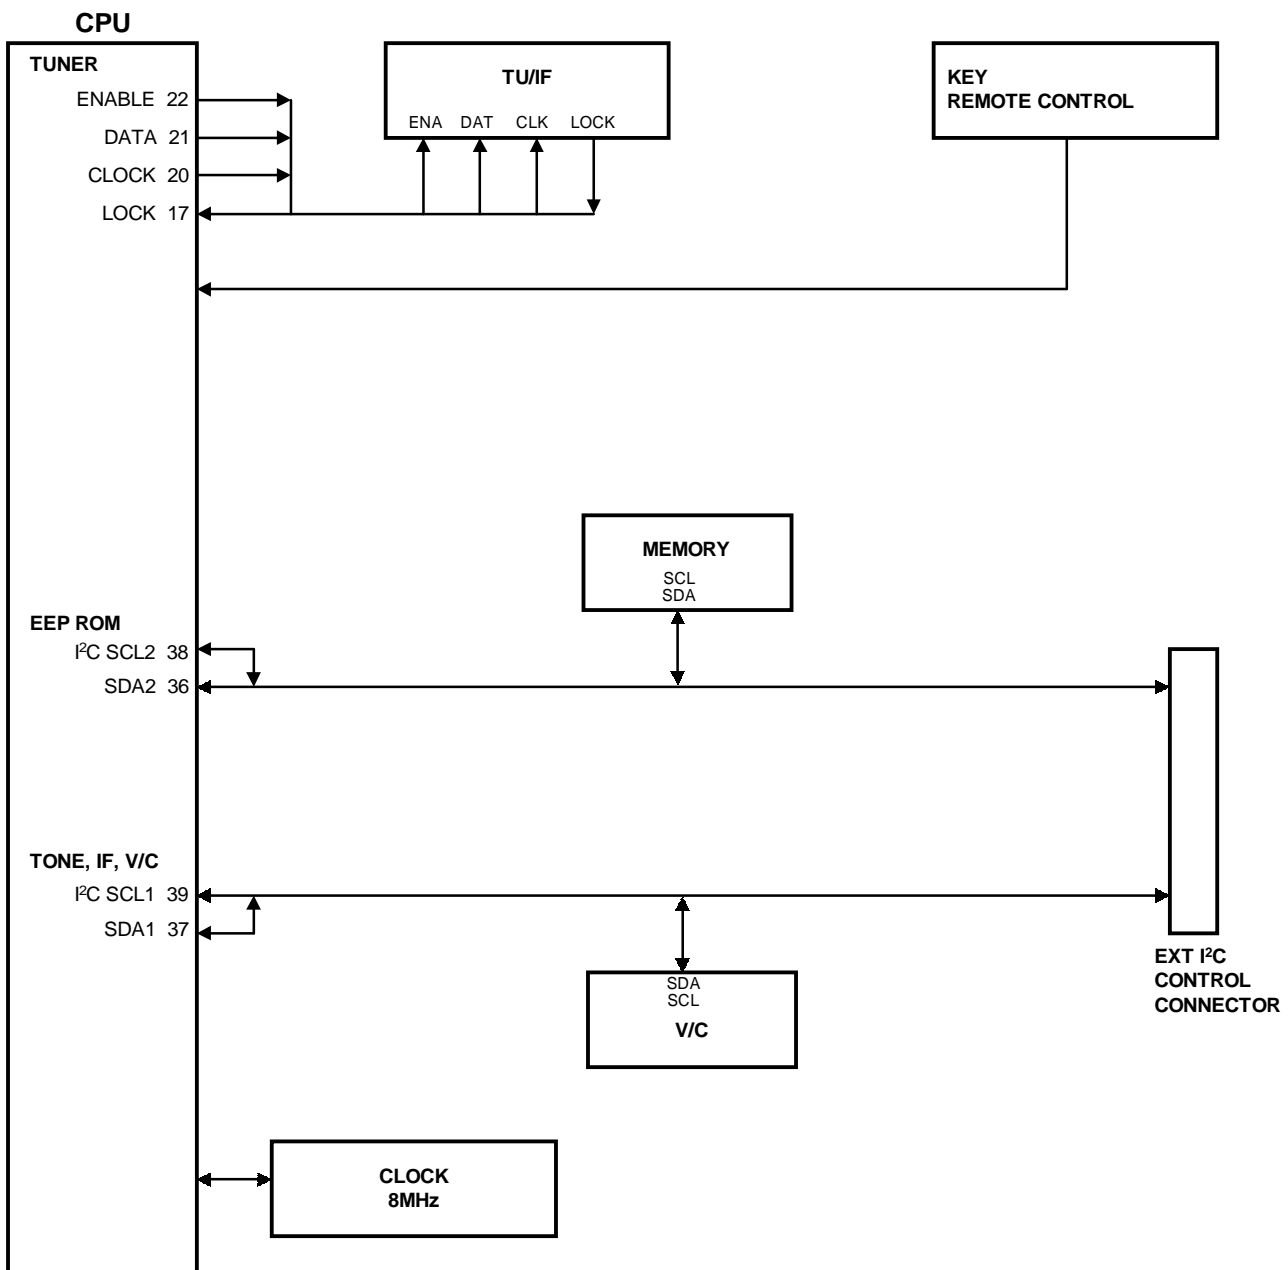 CPU
TUNER
ENABLE 22
DATA 21
CLOCK 20
LOCK 17
TU/IF
ENA DAT CLK LOCK
KEY
REMOTE CONTROL
MEMORY
SCL
SDA
EEP ROM
I²C SCL2 38
SDA2 36
TONE, IF, V/C
I²C SCL1 39
SDA1 37
SDA
SCL
V/C
EXT I²C
CONTROL
CONNECTOR
CLOCK
8MHz